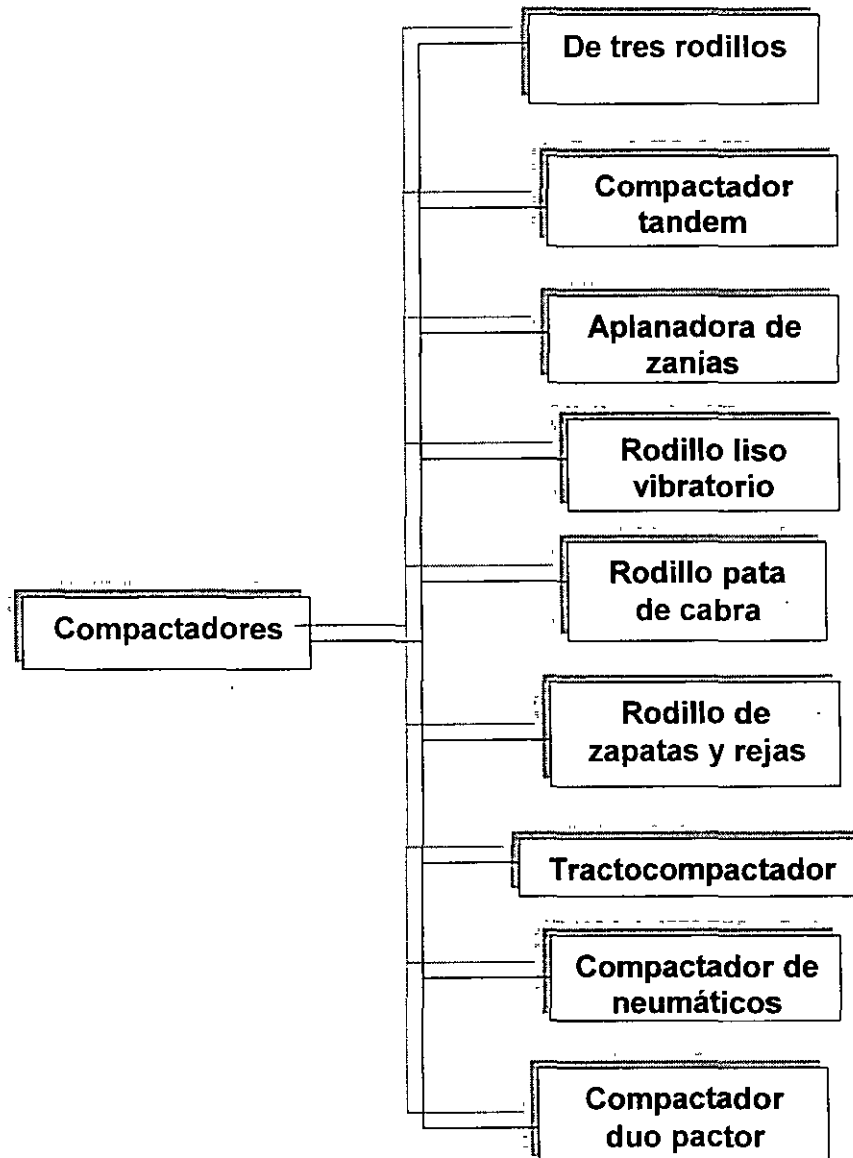 De tres rodillos
Compactador
tandem
Aplanadora de
zanjas
Rodillo liso
vibratorio
Rodillo pata
de cabra
Compactadores
Rodillo de
zapatas y rejas
Tractocompactador
Compactador de
neumáticos
Compactador
duo pactor